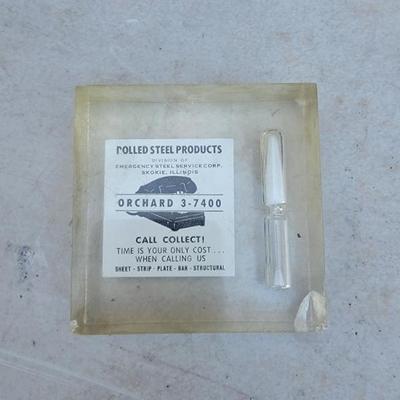 ROLLED STEEL PRODUCTS
DIVISION OF
EMERGENCY STEEL SERVICE CORP.
SKOKIE, ILLINOIS
ORCHARD 3-7400
CALL COLLECT!
TIME IS YOUR ONLY COST...
WHEN CALLING US
SHEET - STRIP - PLATE - BAR - STRUCTURAL